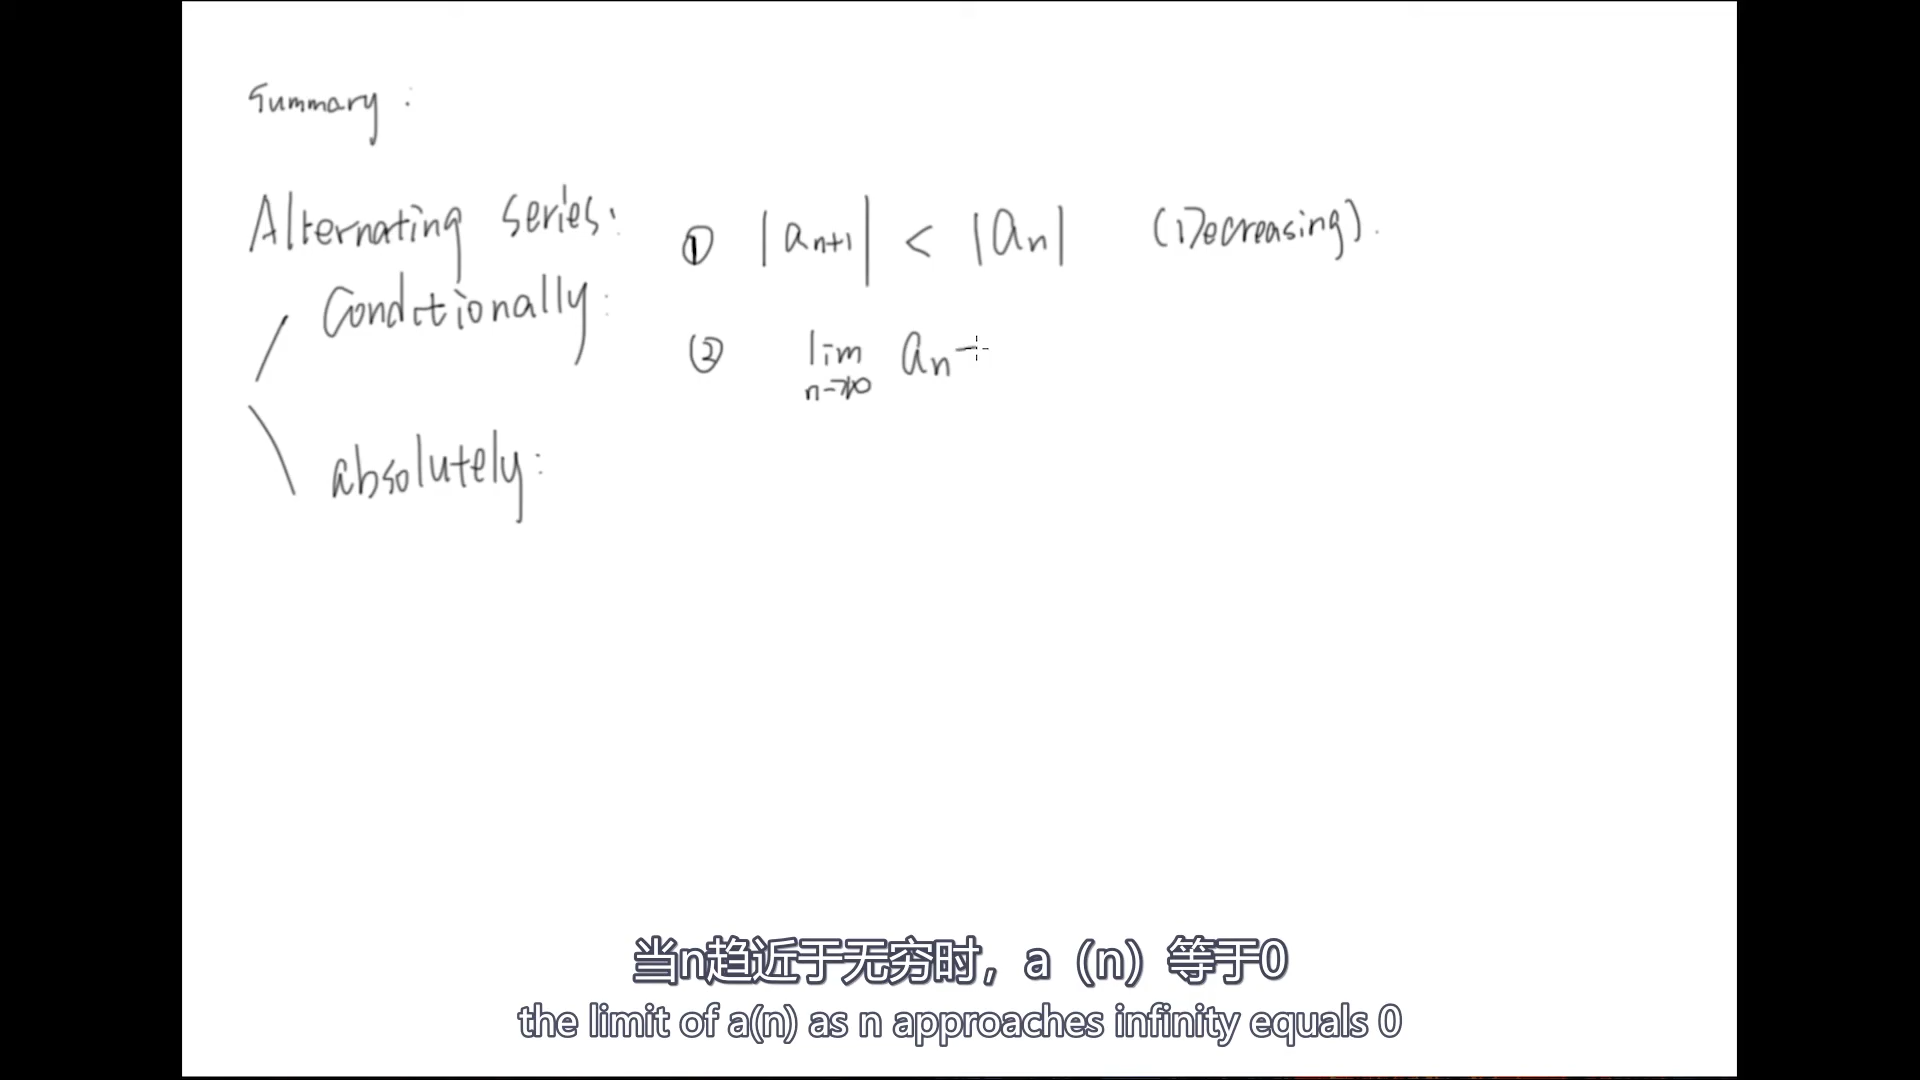 Summary :
Alternating series: ① |aₙ₊₁| < |aₙ| (Decreasing).
Conditionally: ② lim aₙ -
n→∞
absolutely:
当n趋近于无穷时，a（n）等于0
the limit of a(n) as n approaches infinity equals 0